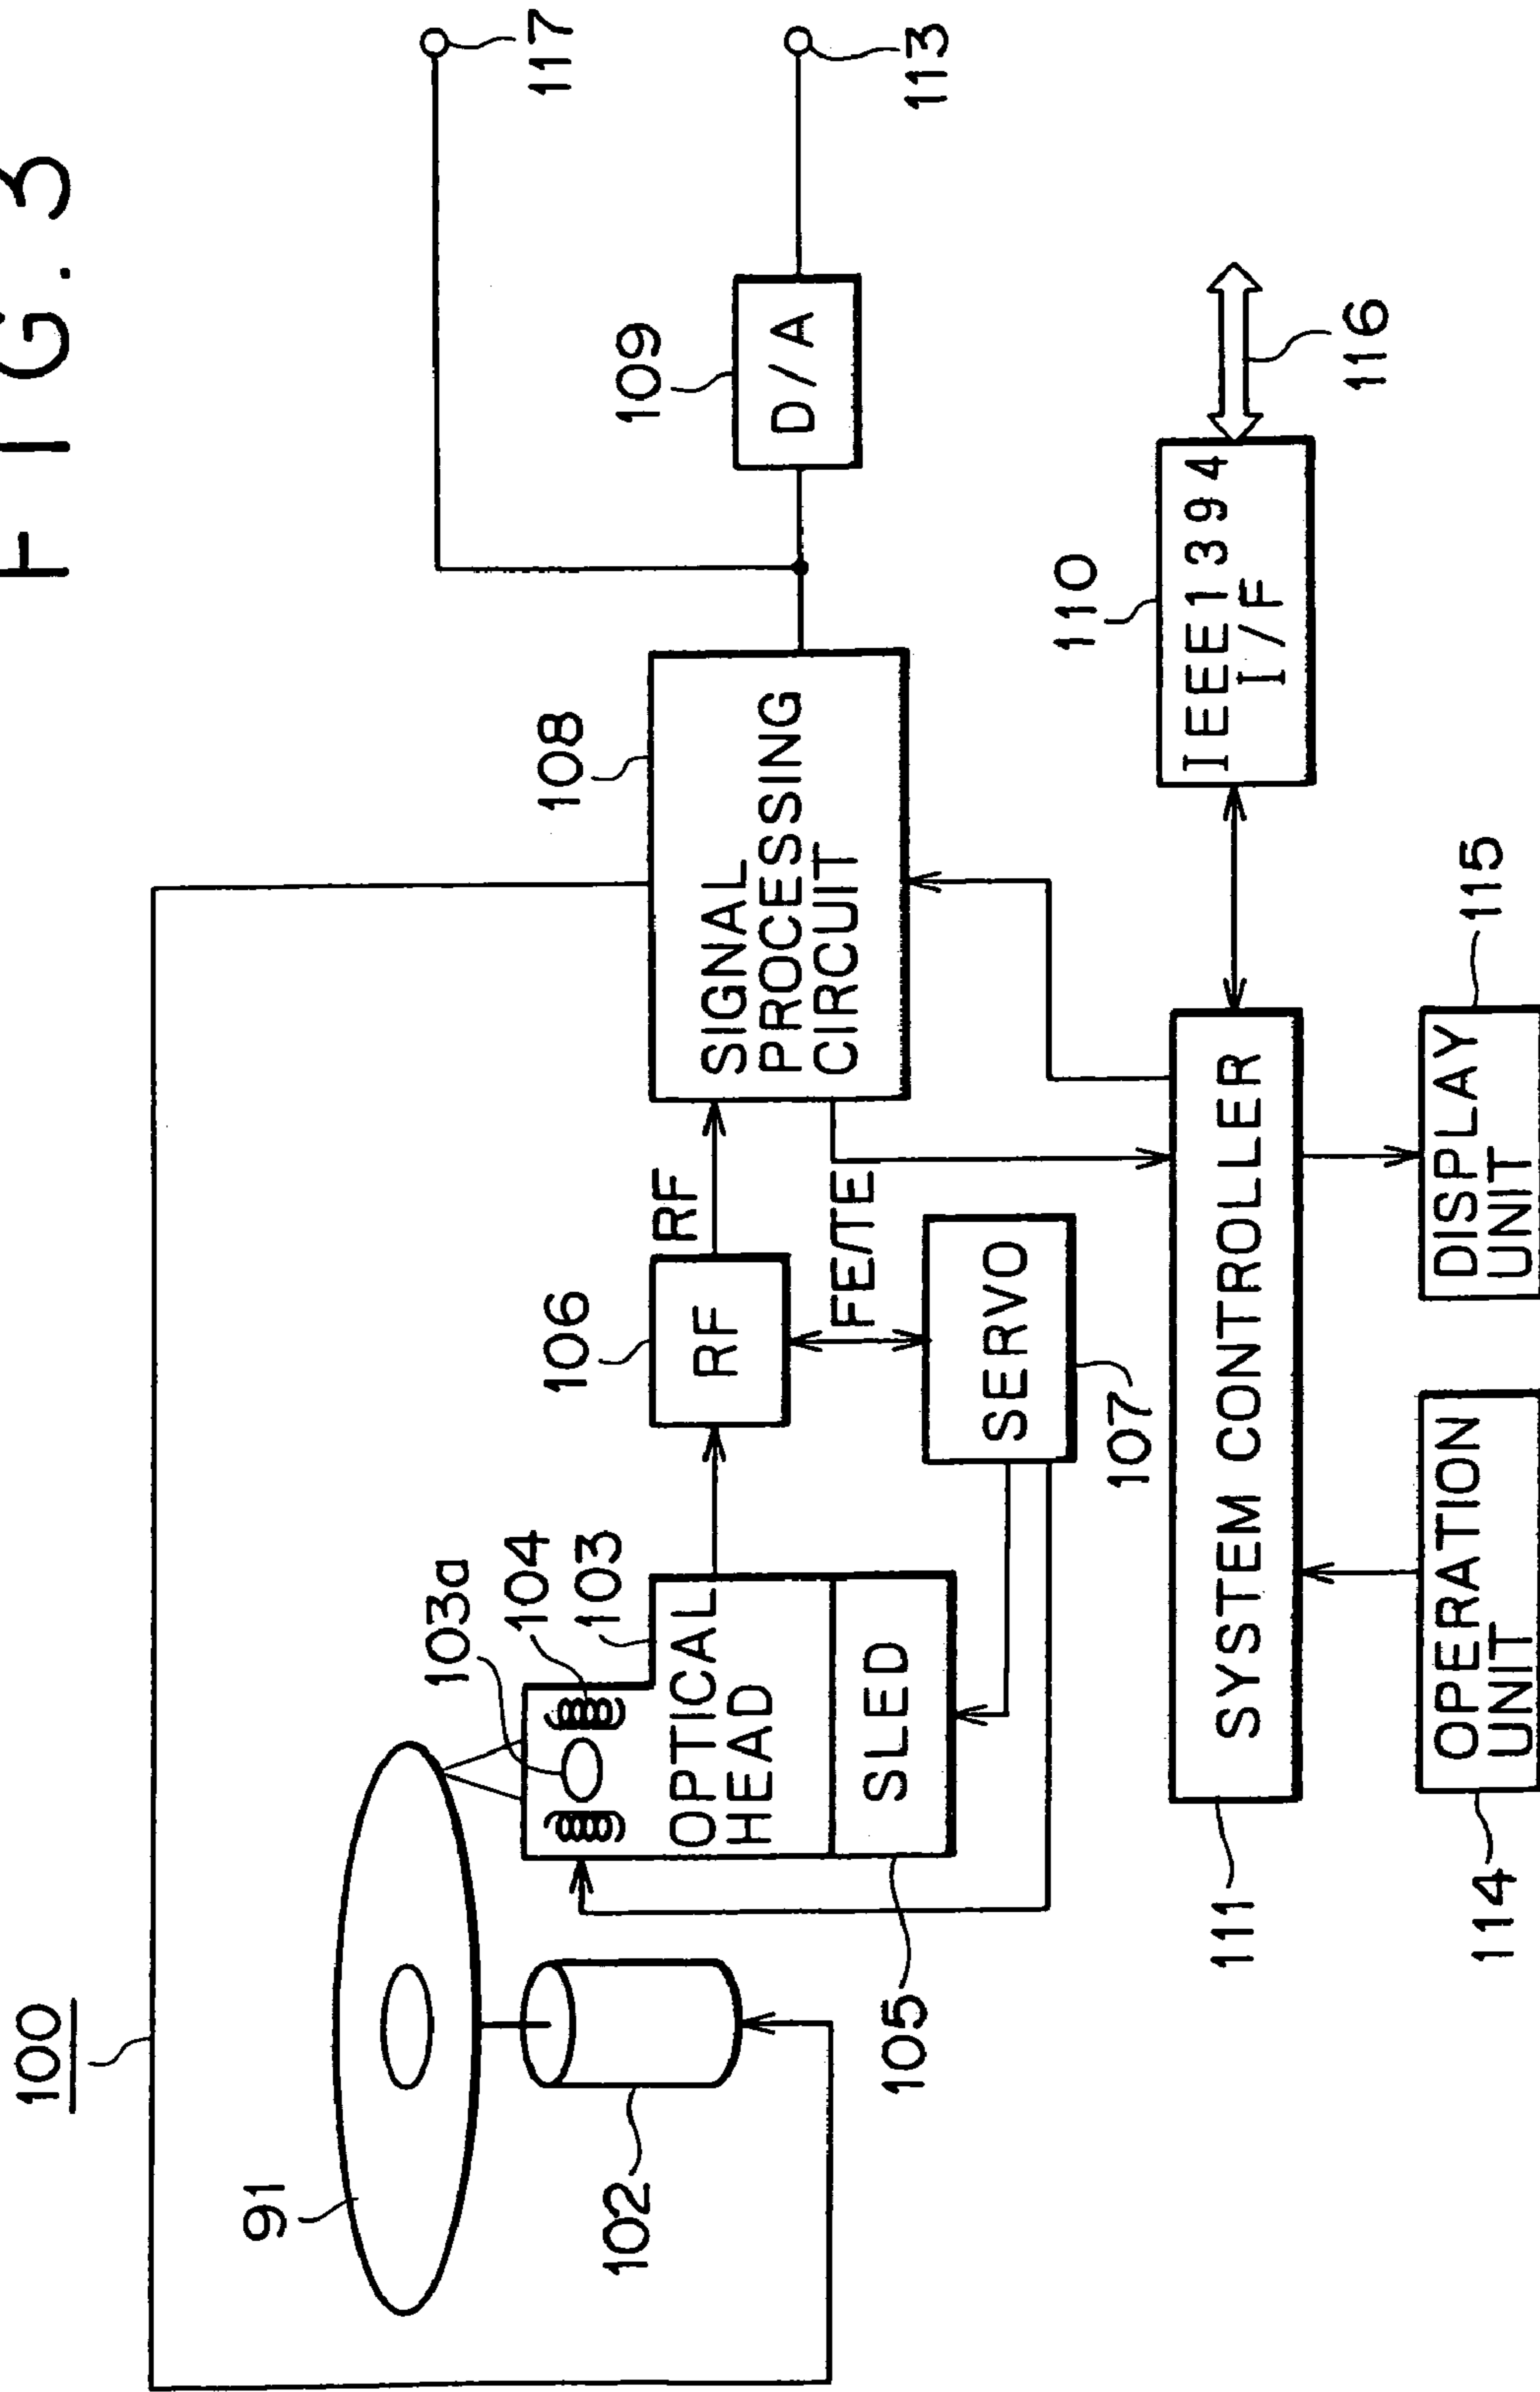 FIG.3
100
91
102
103a
104
103
OPTICAL
HEAD
SLED
105
106
RF
RF
FE/TE
SERVO
107
108
SIGNAL
PROCESSING
CIRCUIT
109
D/A
117
113
110
IEEE1394
I/F
116
SYSTEM CONTROLLER
111
OPERATION
UNIT
114
DISPLAY
UNIT
115